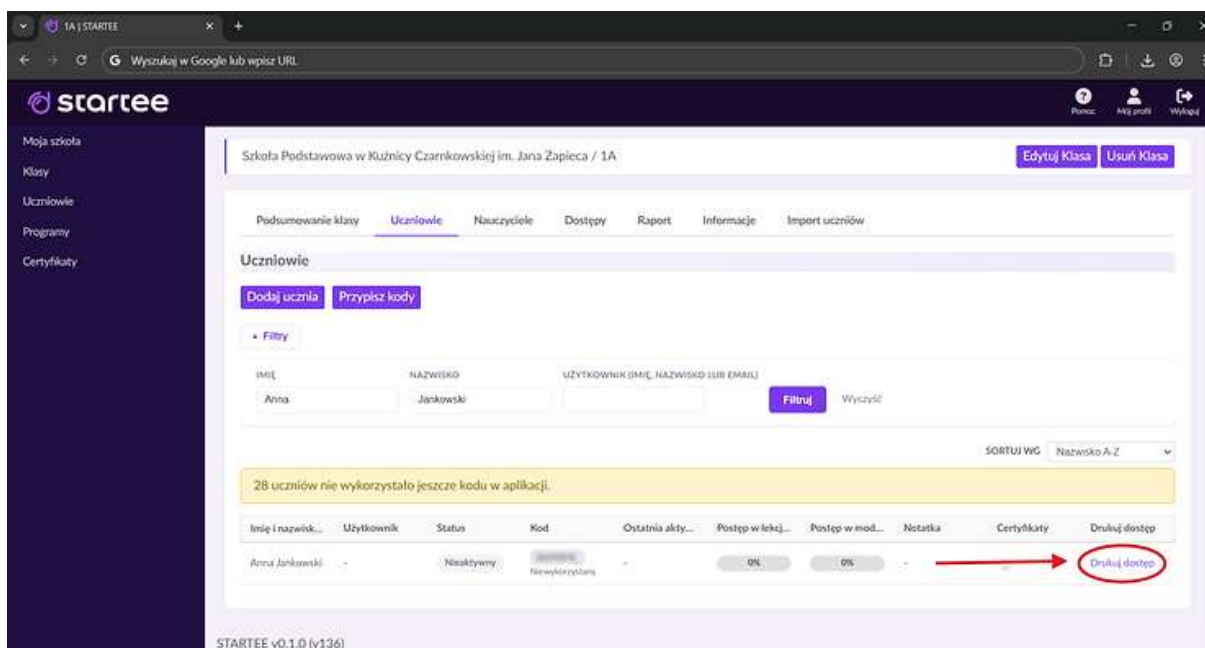 1A | STARTEE
Wyszukaj w Google lub wpisz URL
startee
Pomoc
Mój profil
Wyloguj
Moja szkoła
Klasy
Uczniowie
Programy
Certyfikaty
Szkoła Podstawowa w Kuźnicy Czarnkowskiej im. Jana Zapieca / 1A
Edytuj Klasa Usuń Klasa
Podsumowanie klasy Uczniowie Nauczyciele Dostępy Raport Informacje Import uczniów
Uczniowie
Dodaj ucznia Przypisz kody
Filtry
IMIĘ NAZWISKO UŻYTKOWNIK (IMIĘ, NAZWISKO LUB EMAIL)
Anna Jankowski Filtruj Wyczyść
SORTUJ WG Nazwisko A-Z
28 uczniów nie wykorzystało jeszcze kodu w aplikacji.
Imię i nazwisk... Użytkownik Status Kod Ostatnia akty... Postęp w lekcj... Postęp w mod... Notatka Certyfikaty Drukuj dostęp
Anna Jankowski - Nieaktywny - 0% 0% - Drukuj dostęp
Niewykorzystany
STARTEE v0.1.0 (v136)